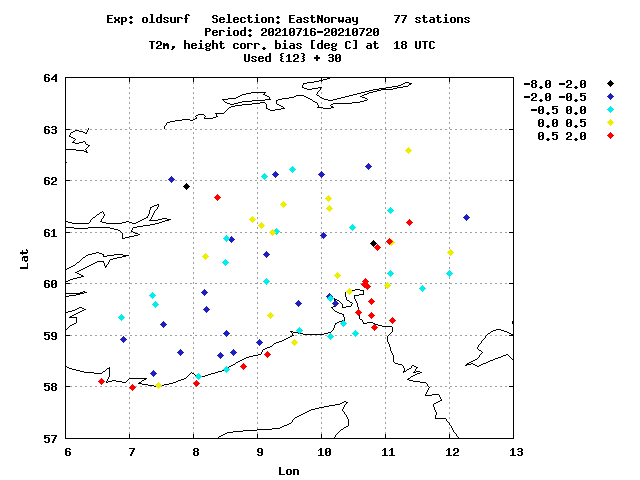 Exp: oldsurf   Selection: EastNorway     77 stations
Period: 20210716-20210720
T2m, height corr. bias [deg C] at  18 UTC
Used {12} + 30
-8.0 -2.0
-2.0 -0.5
-0.5 0.0
0.0 0.5
0.5 2.0
64
63
62
61
60
59
58
57
Lat
6 7 8 9 10 11 12 13
Lon